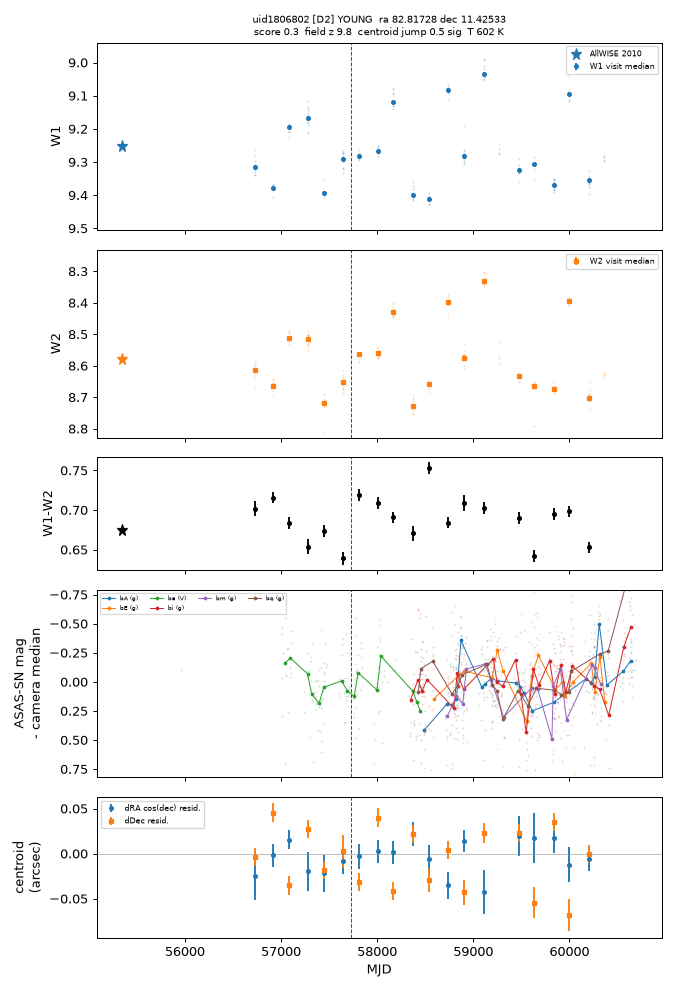 uid1806802 [D2] YOUNG ra 82.81728 dec 11.42533
score 0.3 field z 9.8 centroid jump 0.5 sig T 602 K
9.0
9.1
9.2
9.3
9.4
9.5
W1
AllWISE 2010
W1 visit median
8.3
8.4
8.5
8.6
8.7
8.8
W2
W2 visit median
0.75
0.70
0.65
W1-W2
−0.75
−0.50
−0.25
0.00
0.25
0.50
0.75
ASAS-SN mag
- camera median
bA (g)
bE (g)
ba (V)
bi (g)
bm (g)
bq (g)
0.05
0.00
−0.05
centroid
(arcsec)
dRA cos(dec) resid.
dDec resid.
56000
57000
58000
59000
60000
MJD